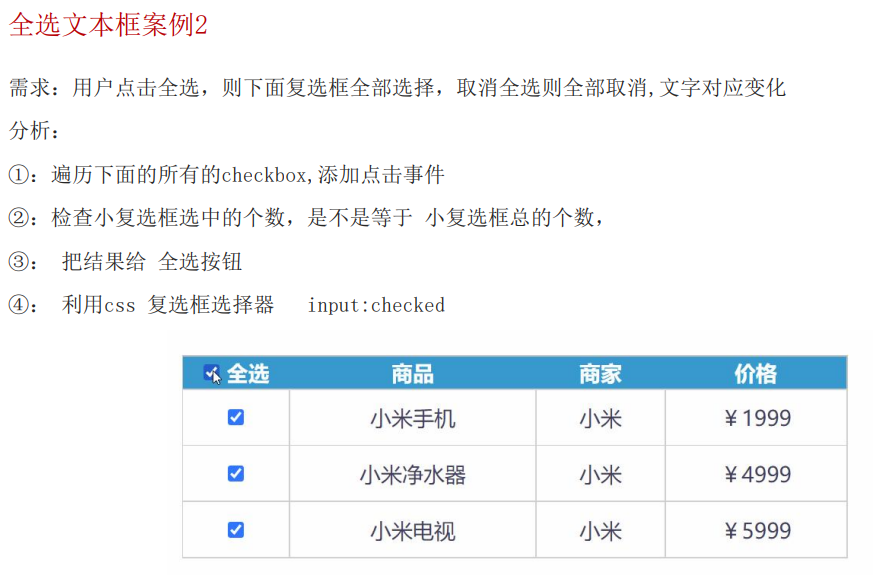 全选文本框案例2
需求：用户点击全选，则下面复选框全部选择，取消全选则全部取消,文字对应变化
分析：
①：遍历下面的所有的checkbox,添加点击事件
②：检查小复选框选中的个数，是不是等于 小复选框总的个数，
③： 把结果给 全选按钮
④： 利用css 复选框选择器 input:checked
全选 商品 商家 价格
小米手机 小米 ￥1999
小米净水器 小米 ￥4999
小米电视 小米 ￥5999